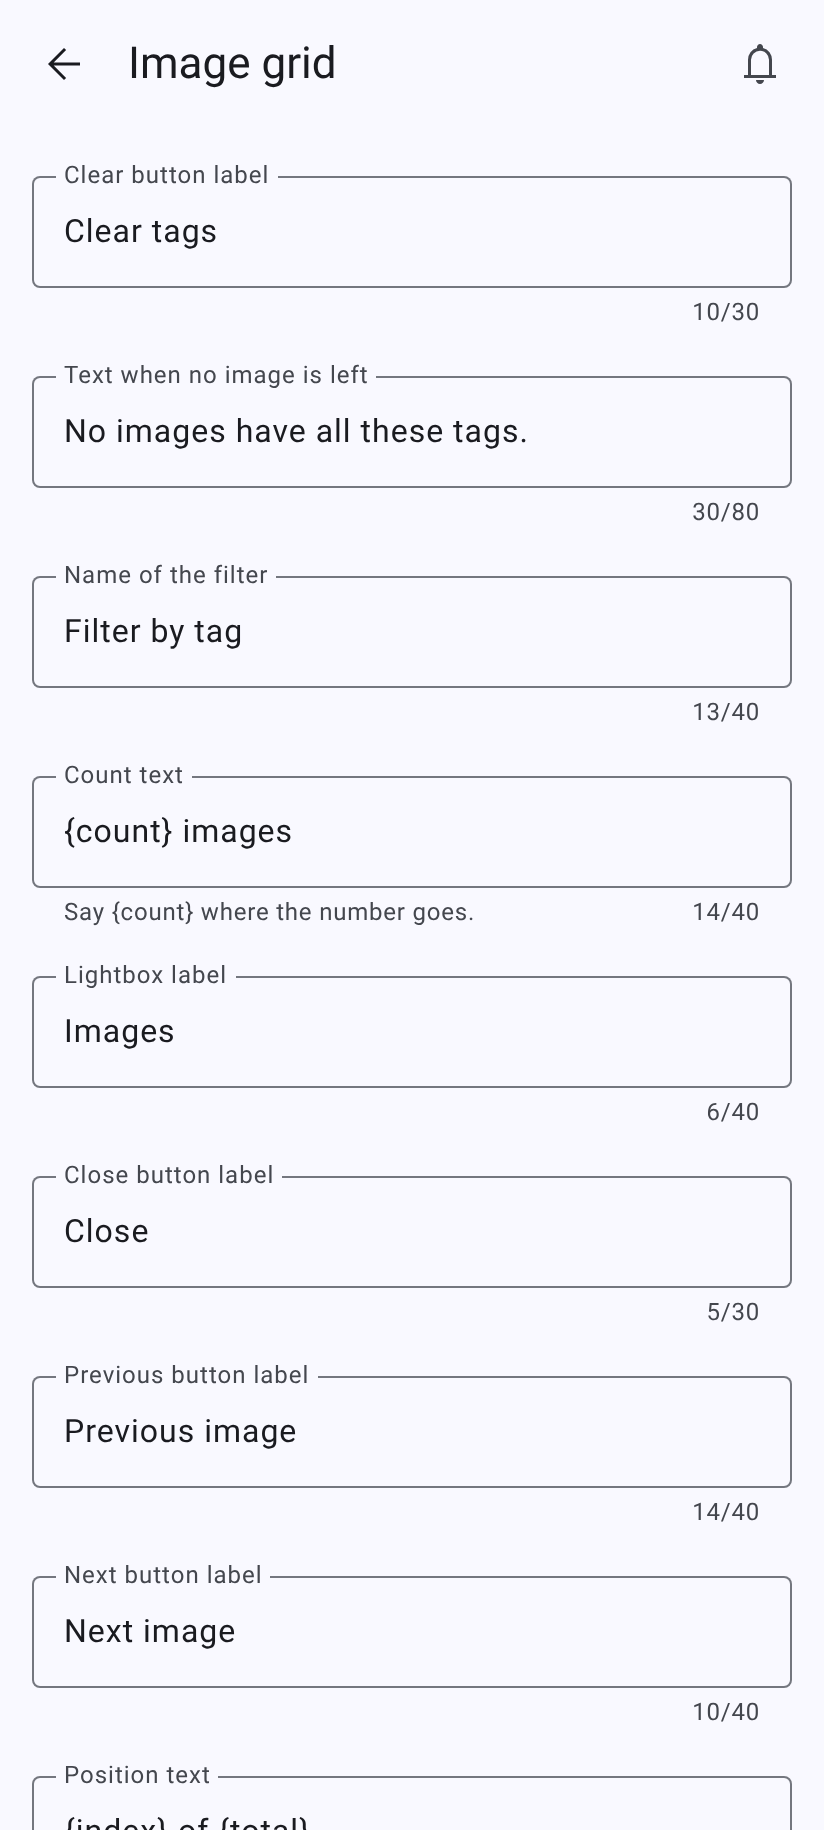 Image grid
Clear button label
Clear tags
10/30
Text when no image is left
No images have all these tags.
30/80
Name of the filter
Filter by tag
13/40
Count text
{count} images
Say {count} where the number goes.
14/40
Lightbox label
Images
6/40
Close button label
Close
5/30
Previous button label
Previous image
14/40
Next button label
Next image
10/40
Position text
{index} of {total}